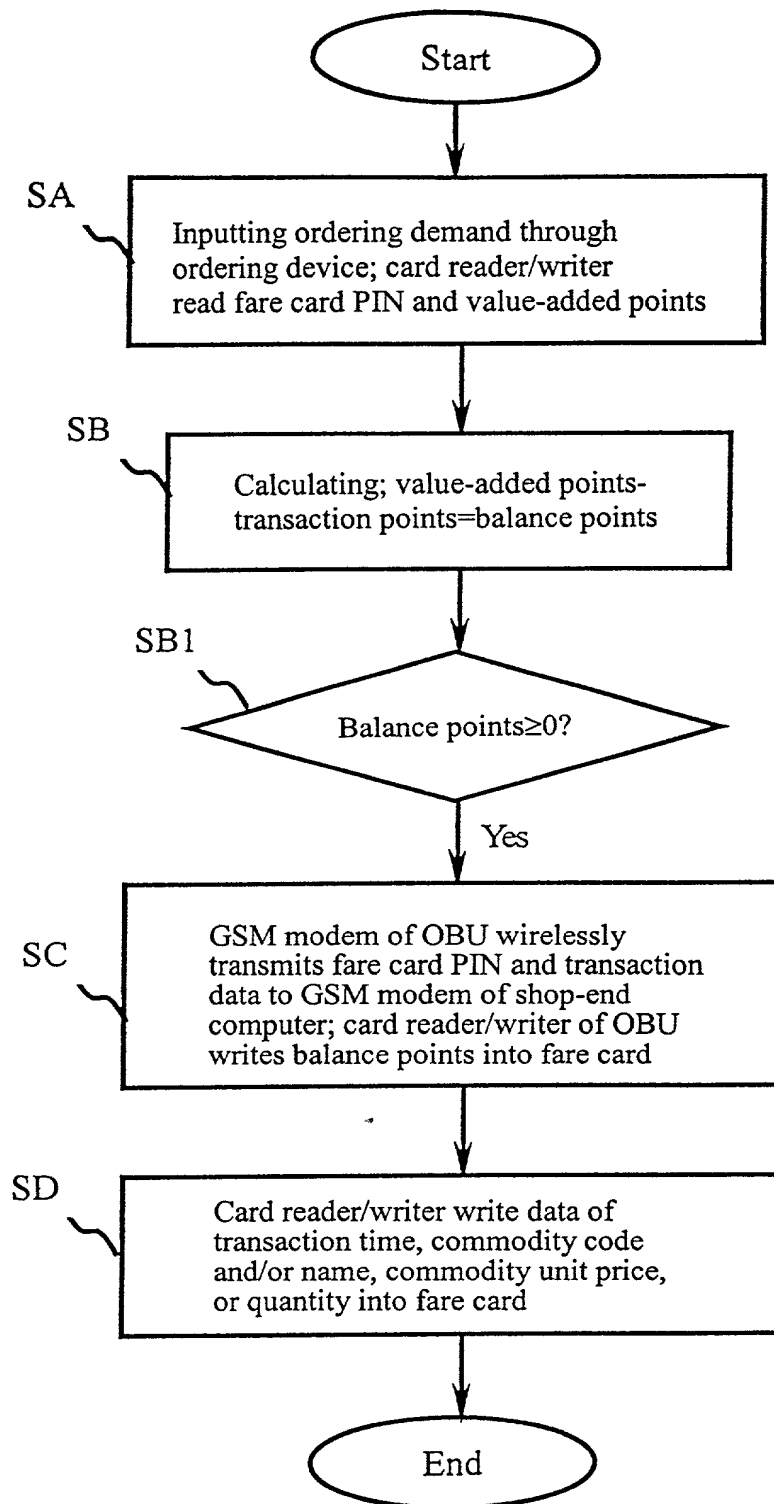 Start
SA
Inputting ordering demand through
ordering device; card reader/writer
read fare card PIN and value-added points
SB
Calculating; value-added points-
transaction points=balance points
SB1
Balance points≥0?
Yes
SC
GSM modem of OBU wirelessly
transmits fare card PIN and transaction
data to GSM modem of shop-end
computer; card reader/writer of OBU
writes balance points into fare card
SD
Card reader/writer write data of
transaction time, commodity code
and/or name, commodity unit price,
or quantity into fare card
End